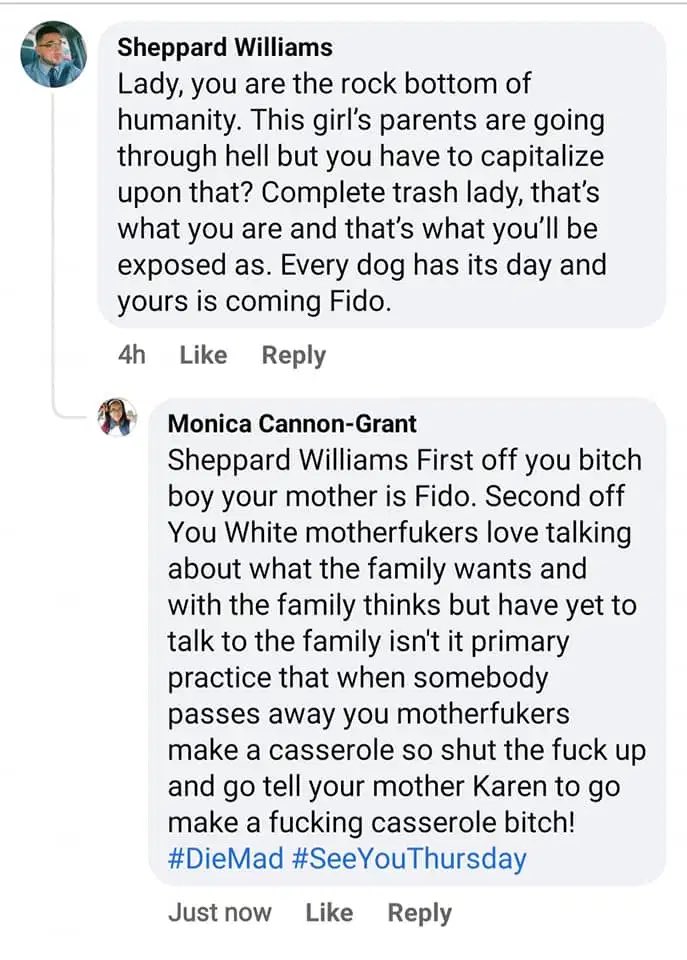 Sheppard Williams
Lady, you are the rock bottom of
humanity. This girl’s parents are going
through hell but you have to capitalize
upon that? Complete trash lady, that’s
what you are and that’s what you’ll be
exposed as. Every dog has its day and
yours is coming Fido.
4h Like Reply
Monica Cannon-Grant
Sheppard Williams First off you bitch
boy your mother is Fido. Second off
You White motherfukers love talking
about what the family wants and
with the family thinks but have yet to
talk to the family isn't it primary
practice that when somebody
passes away you motherfukers
make a casserole so shut the fuck up
and go tell your mother Karen to go
make a fucking casserole bitch!
#DieMad #SeeYouThursday
Just now Like Reply